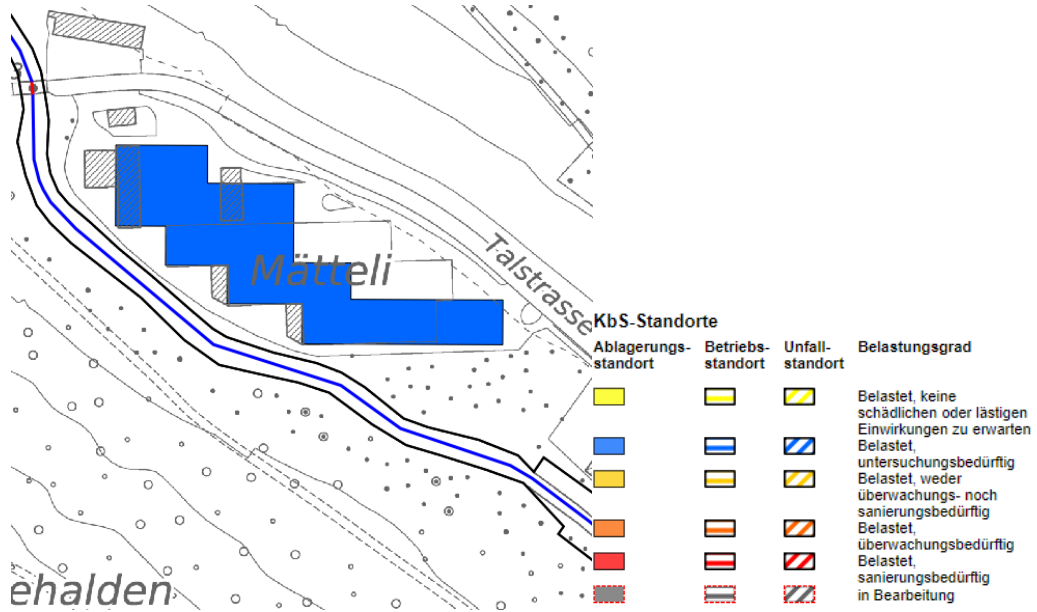 Mätteli
Talstrasse
ehalden
KbS-Standorte
Ablagerungs-
standort
Betriebs-
standort
Unfall-
standort
Belastungsgrad
Belastet, keine
schädlichen oder lästigen
Einwirkungen zu erwarten
Belastet,
untersuchungsbedürftig
Belastet, weder
überwachungs- noch
sanierungsbedürftig
Belastet,
überwachungsbedürftig
Belastet,
sanierungsbedürftig
in Bearbeitung